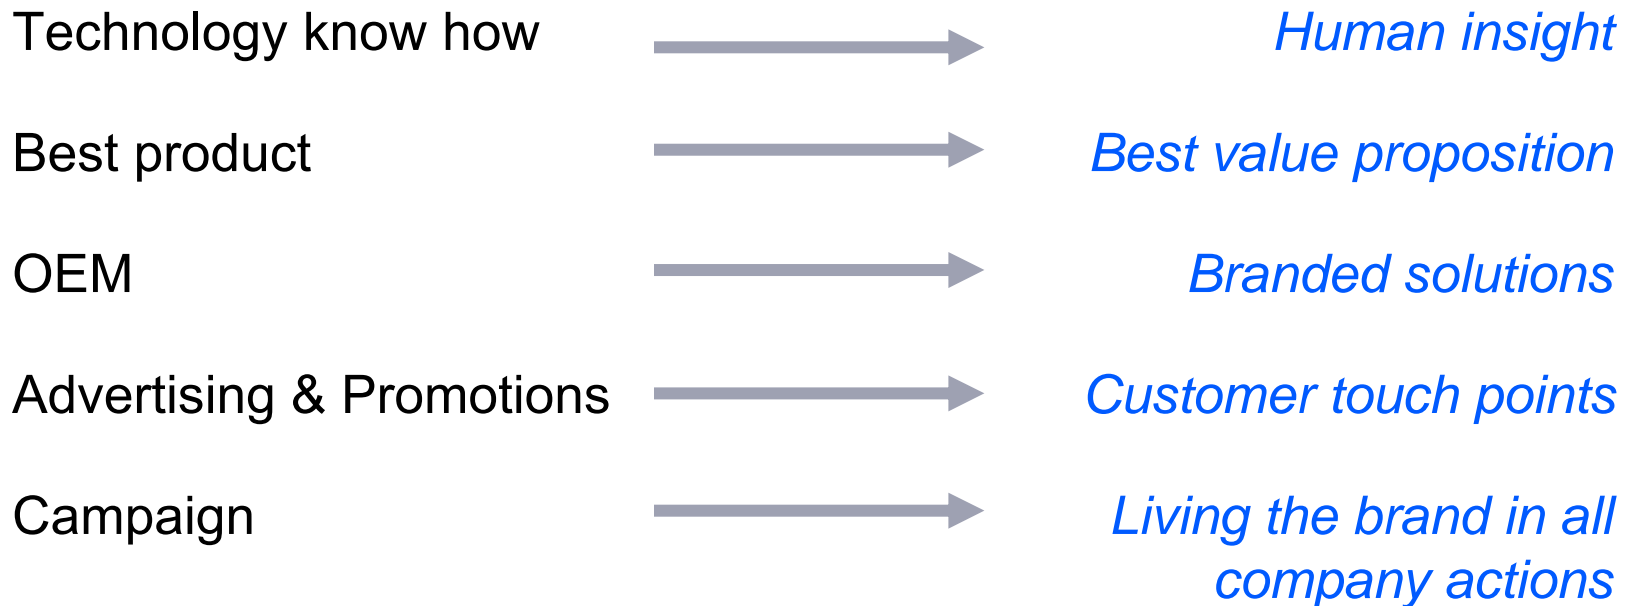 Technology know how Human insight
Best product Best value proposition
OEM Branded solutions
Advertising & Promotions Customer touch points
Campaign Living the brand in all
company actions